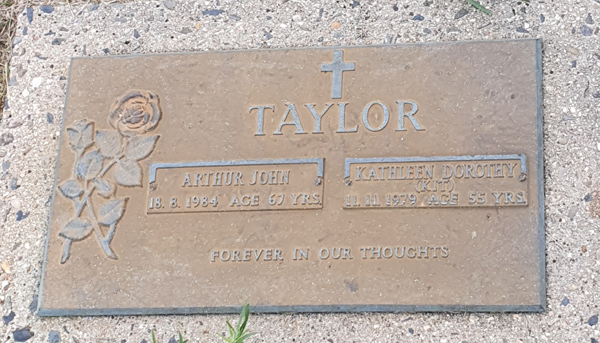 TAYLOR
ARTHUR JOHN
18. 8. 1984 AGE 67 YRS.
KATHLEEN DOROTHY
(KIT)
11. 11. 1979 AGE 55 YRS.
FOREVER IN OUR THOUGHTS